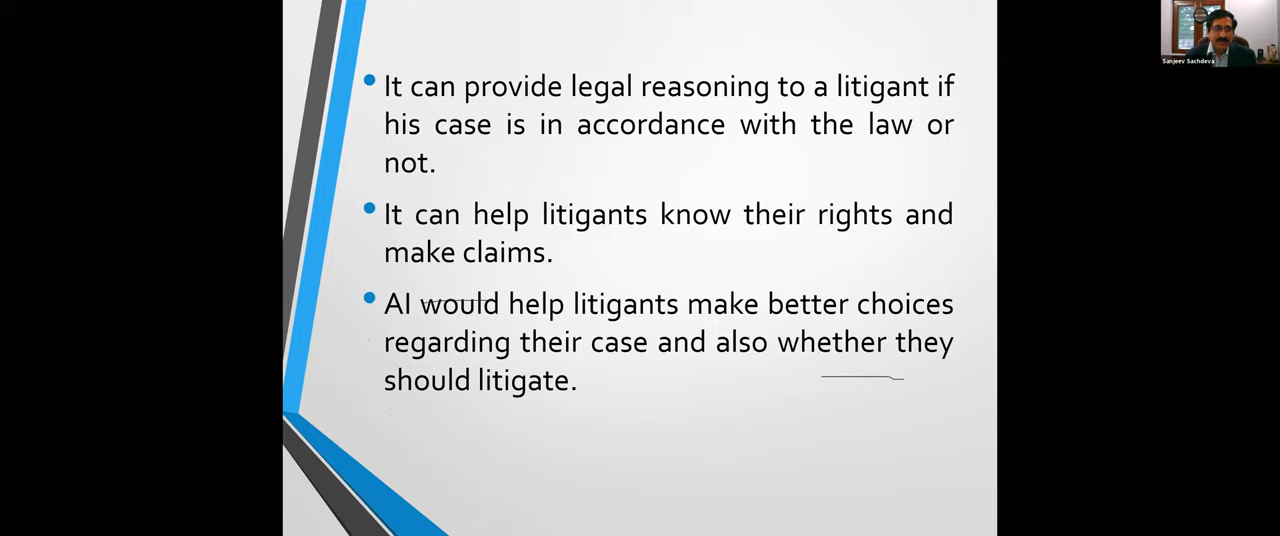 It can provide legal reasoning to a litigant if
his case is in accordance with the law or
not.
It can help litigants know their rights and
make claims.
AI would help litigants make better choices
regarding their case and also whether they
should litigate.
Sanjeev Sachdeva